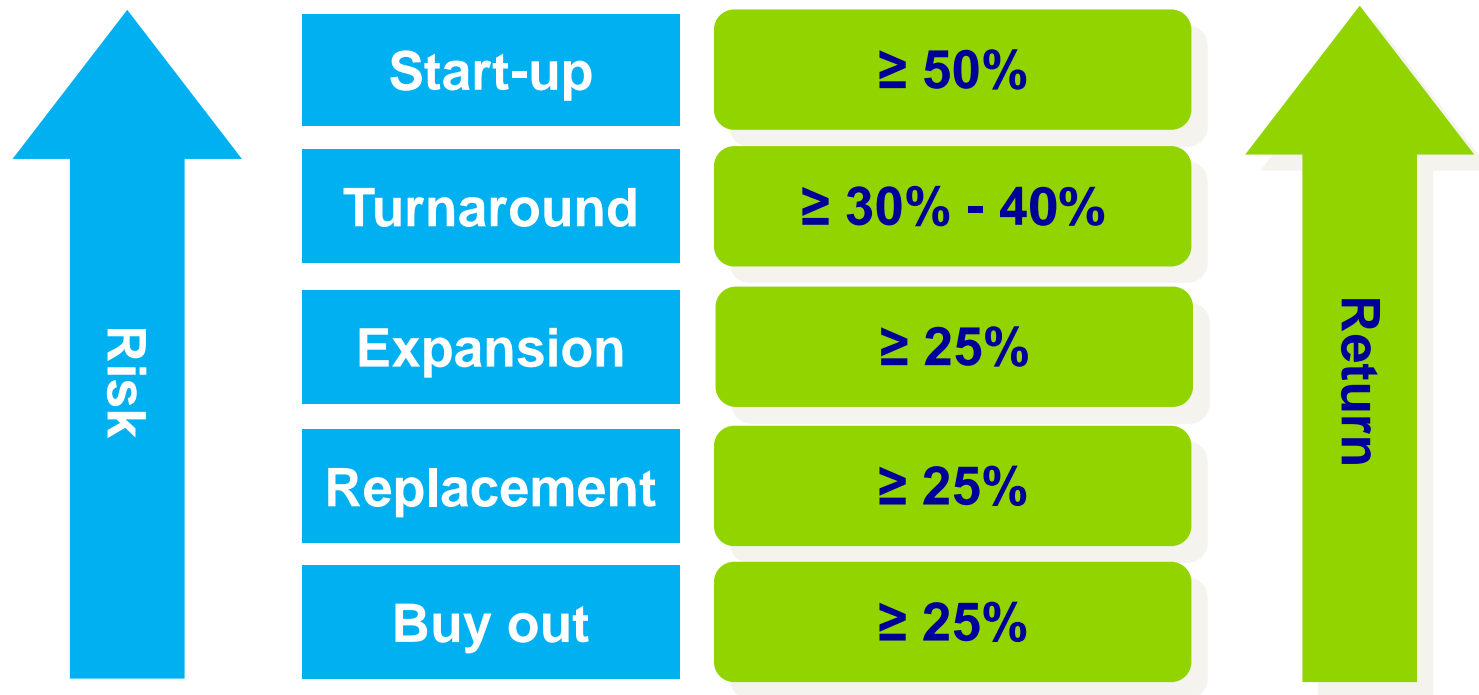 Risk
Start-up
≥ 50%
Turnaround
≥ 30% - 40%
Expansion
≥ 25%
Replacement
≥ 25%
Buy out
≥ 25%
Return